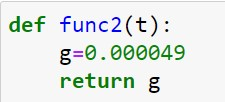 def func2(t):
    g=0.000049
    return g